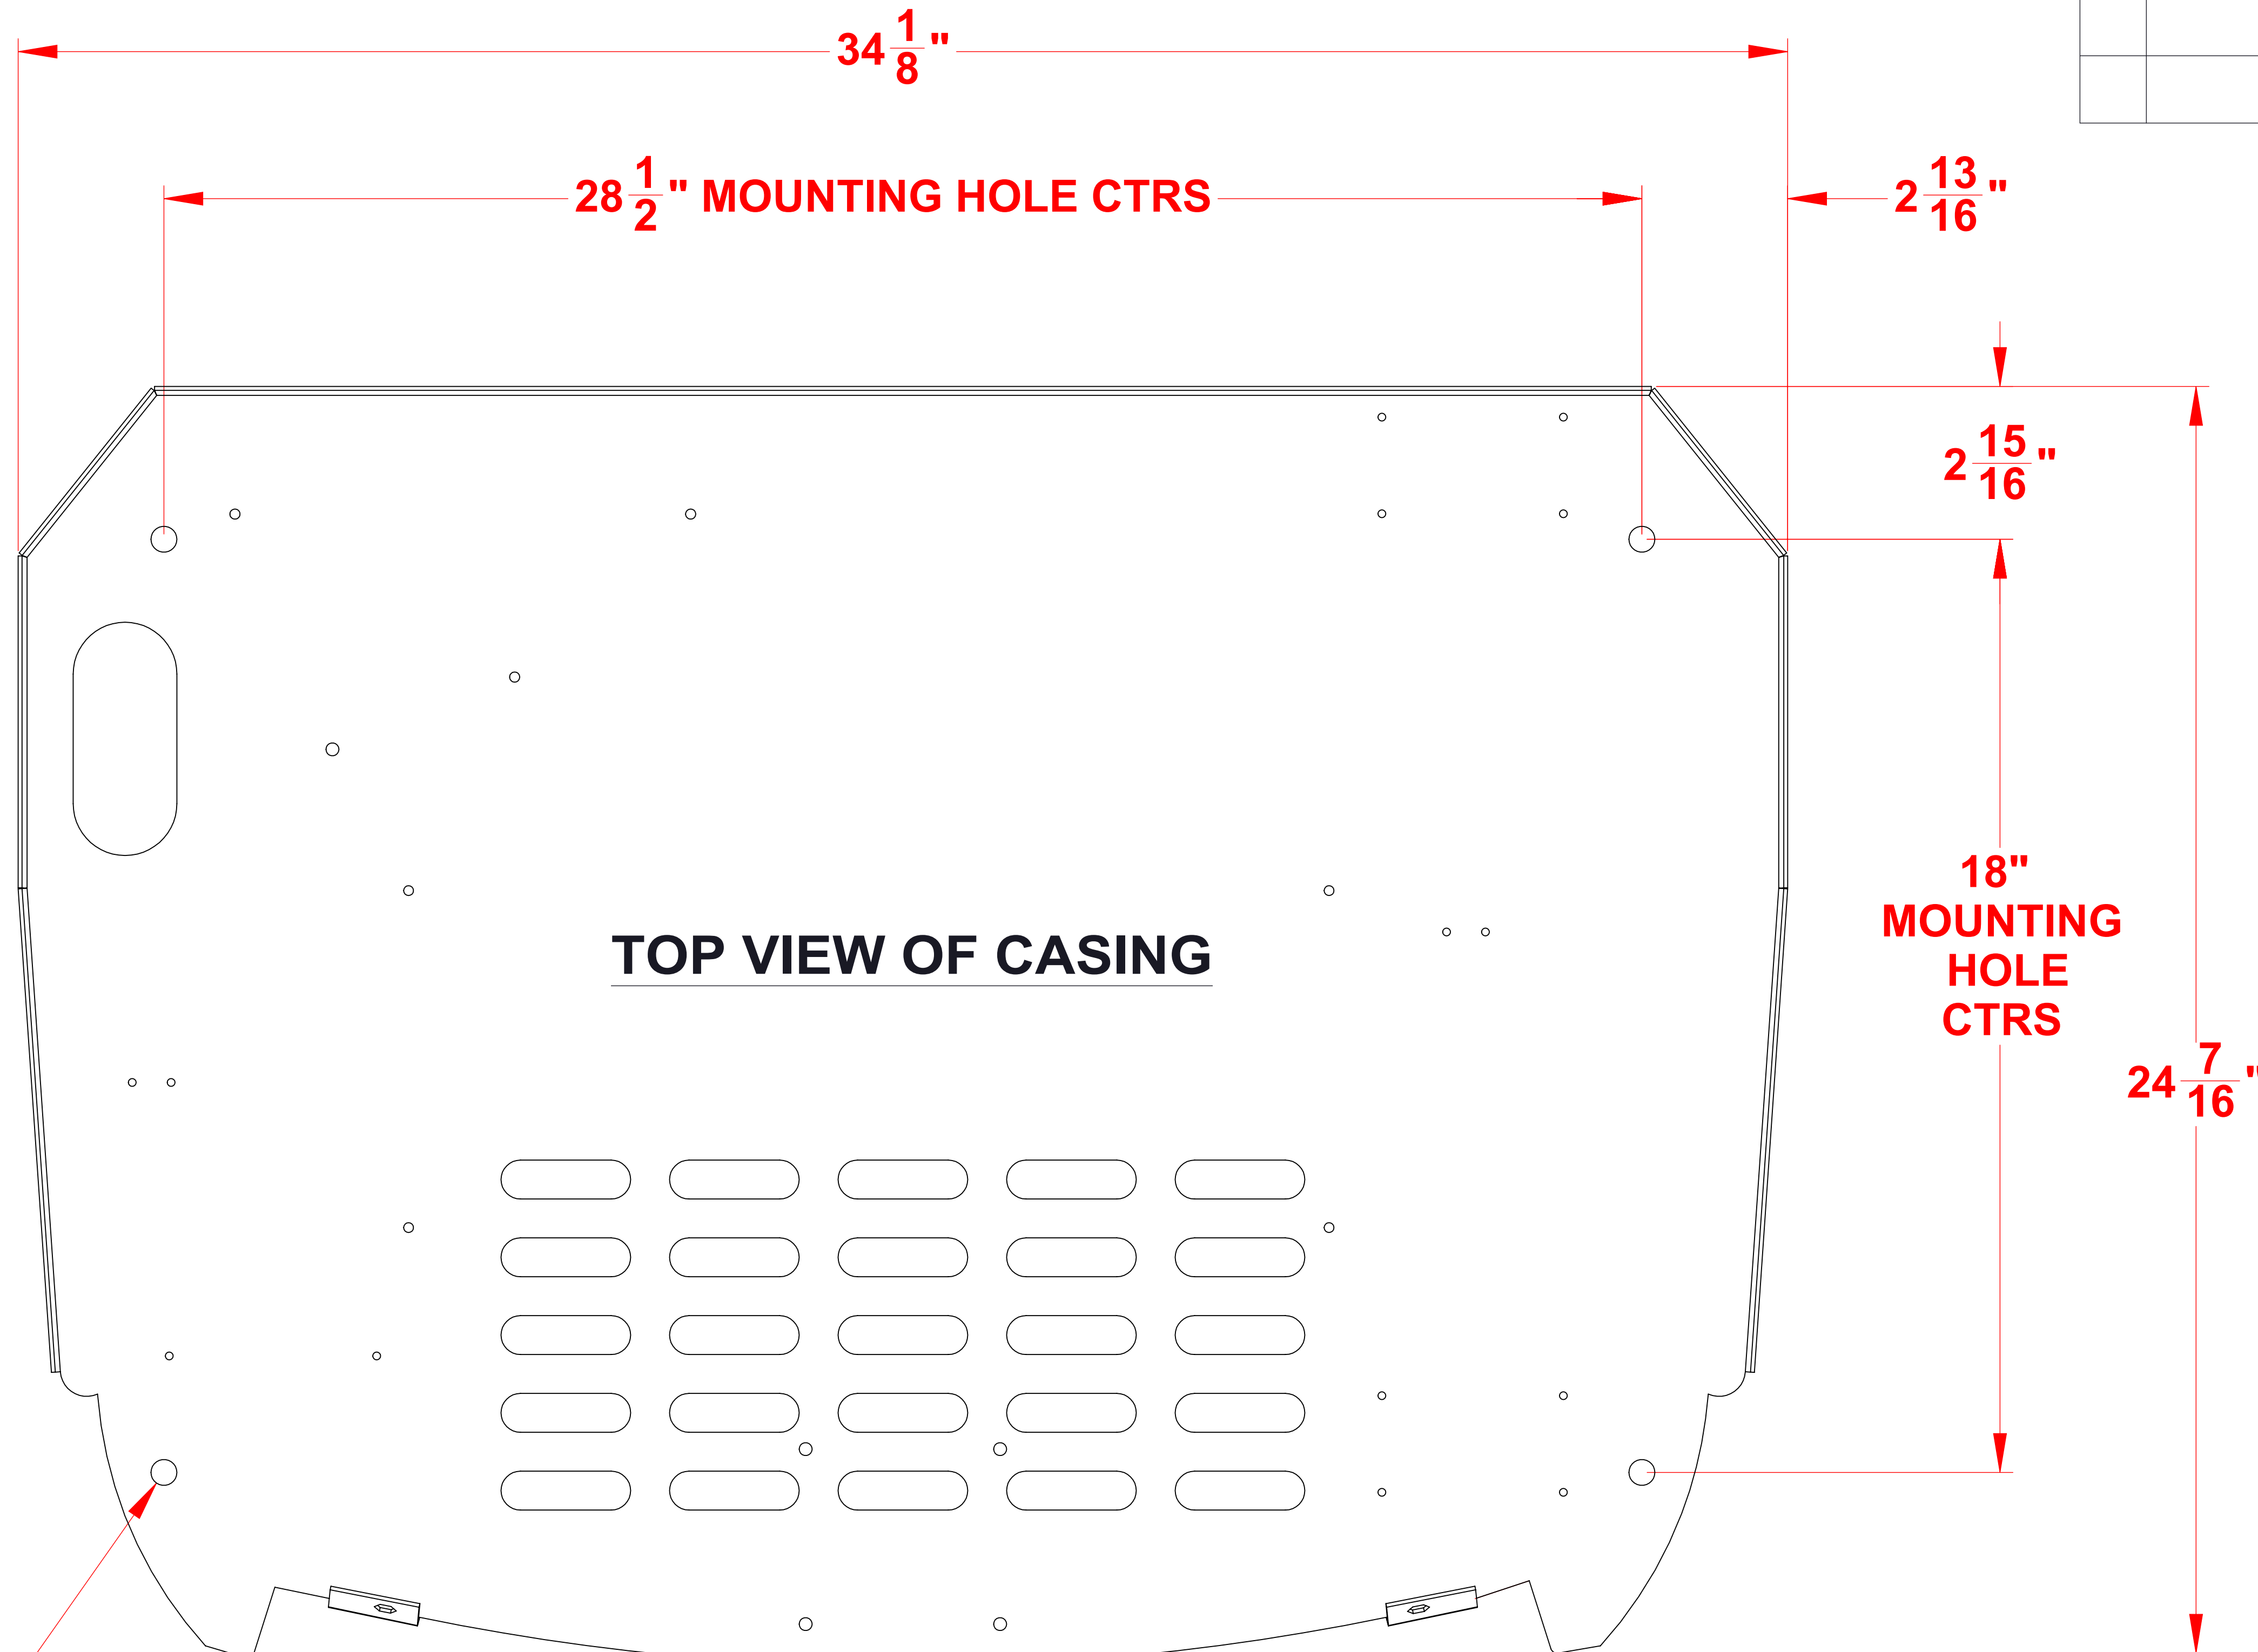 34 1/8"
28 1/2" MOUNTING HOLE CTRS
2 13/16"
2 15/16"
18"
MOUNTING
HOLE
CTRS
TOP VIEW OF CASING
24 7/16"